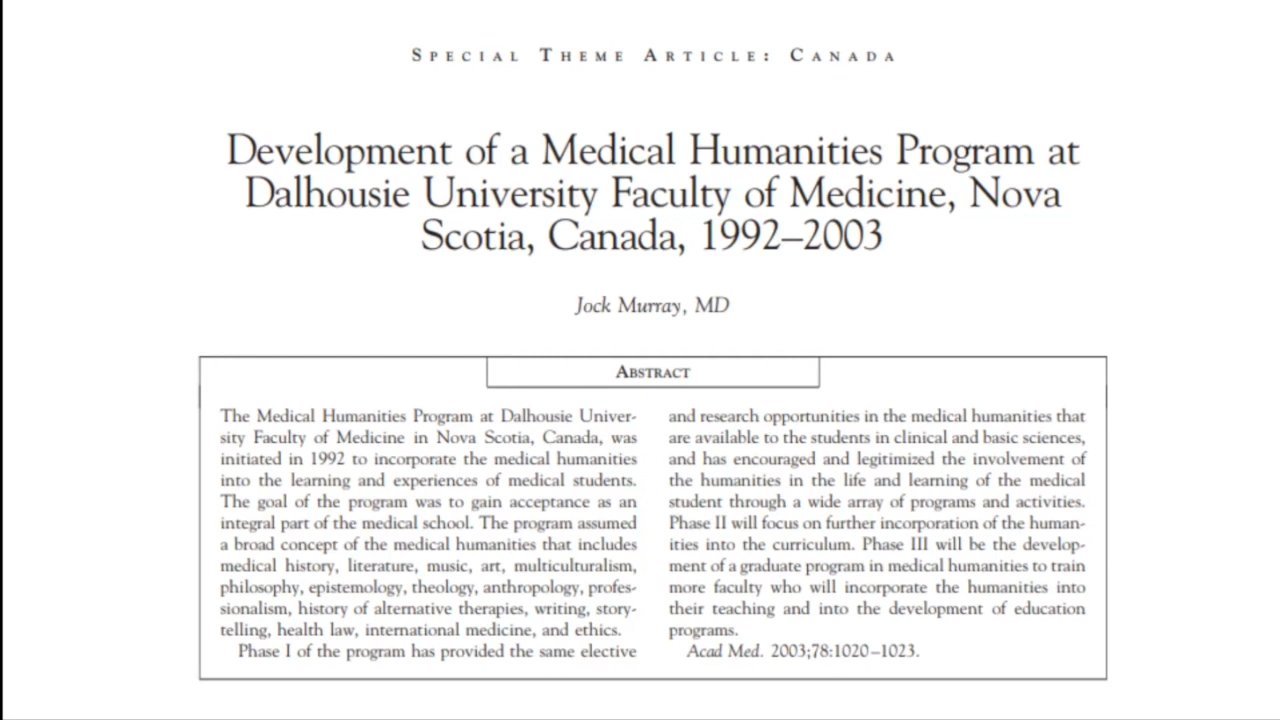 SPECIAL THEME ARTICLE: CANADA
Development of a Medical Humanities Program at
Dalhousie University Faculty of Medicine, Nova
Scotia, Canada, 1992–2003
Jock Murray, MD
ABSTRACT
The Medical Humanities Program at Dalhousie Univer-
sity Faculty of Medicine in Nova Scotia, Canada, was
initiated in 1992 to incorporate the medical humanities
into the learning and experiences of medical students.
The goal of the program was to gain acceptance as an
integral part of the medical school. The program assumed
a broad concept of the medical humanities that includes
medical history, literature, music, art, multiculturalism,
philosophy, epistemology, theology, anthropology, profes-
sionalism, history of alternative therapies, writing, story-
telling, health law, international medicine, and ethics.
Phase I of the program has provided the same elective
and research opportunities in the medical humanities that
are available to the students in clinical and basic sciences,
and has encouraged and legitimized the involvement of
the humanities in the life and learning of the medical
student through a wide array of programs and activities.
Phase II will focus on further incorporation of the human-
ities into the curriculum. Phase III will be the develop-
ment of a graduate program in medical humanities to train
more faculty who will incorporate the humanities into
their teaching and into the development of education
programs.
Acad Med. 2003;78:1020–1023.